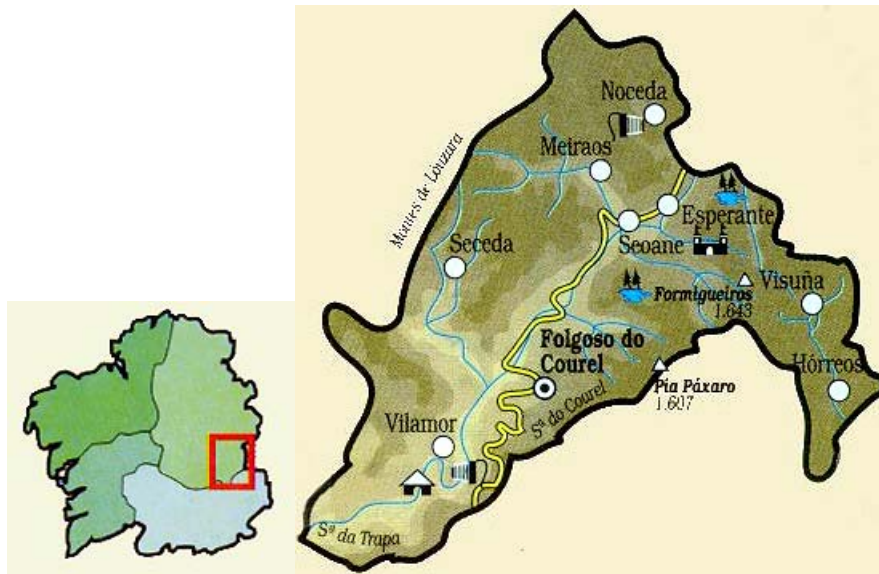 Noceda
Meiraos
Montes de Lóuzara
Esperante
Seoane
Seceda
Visuña
Formigueiros
1.643
Folgoso do
Courel
Hórreos
Pía Páxaro
1.607
Sª do Courel
Vilamor
Sª da Trapa